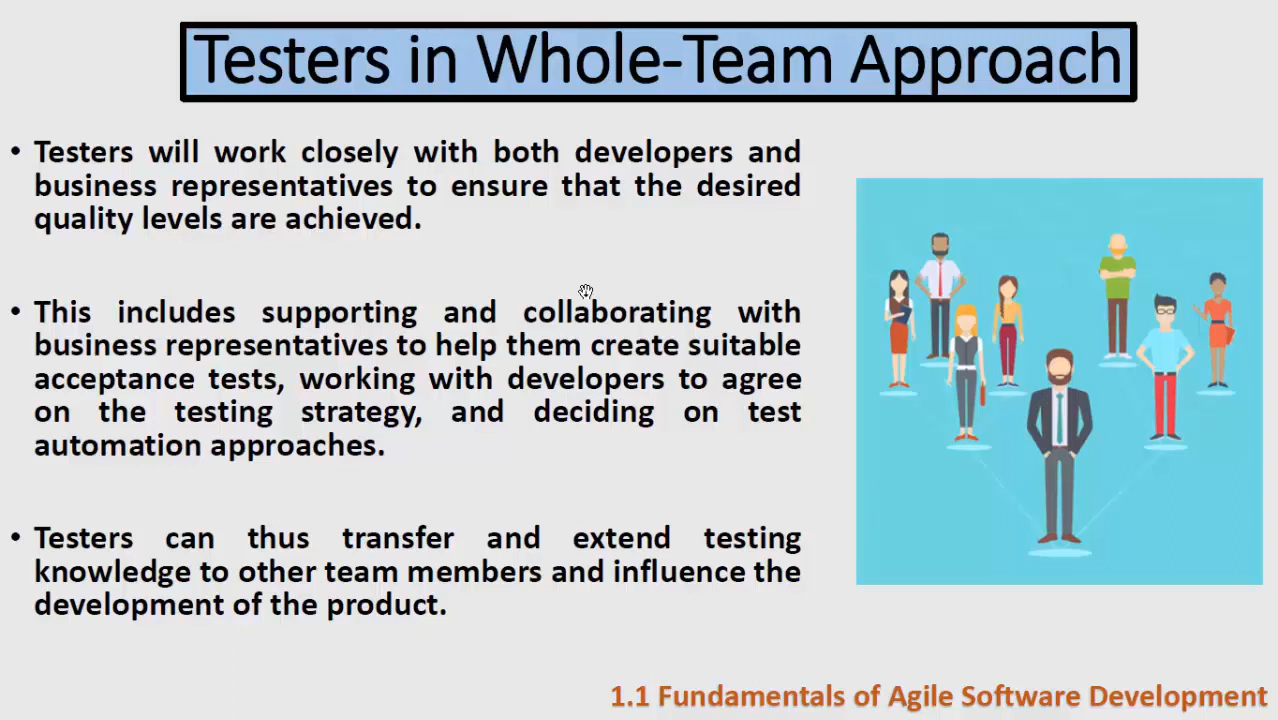 Testers in Whole-Team Approach
• Testers will work closely with both developers and
business representatives to ensure that the desired
quality levels are achieved.
• This includes supporting and collaborating with
business representatives to help them create suitable
acceptance tests, working with developers to agree
on the testing strategy, and deciding on test
automation approaches.
• Testers can thus transfer and extend testing
knowledge to other team members and influence the
development of the product.
1.1 Fundamentals of Agile Software Development